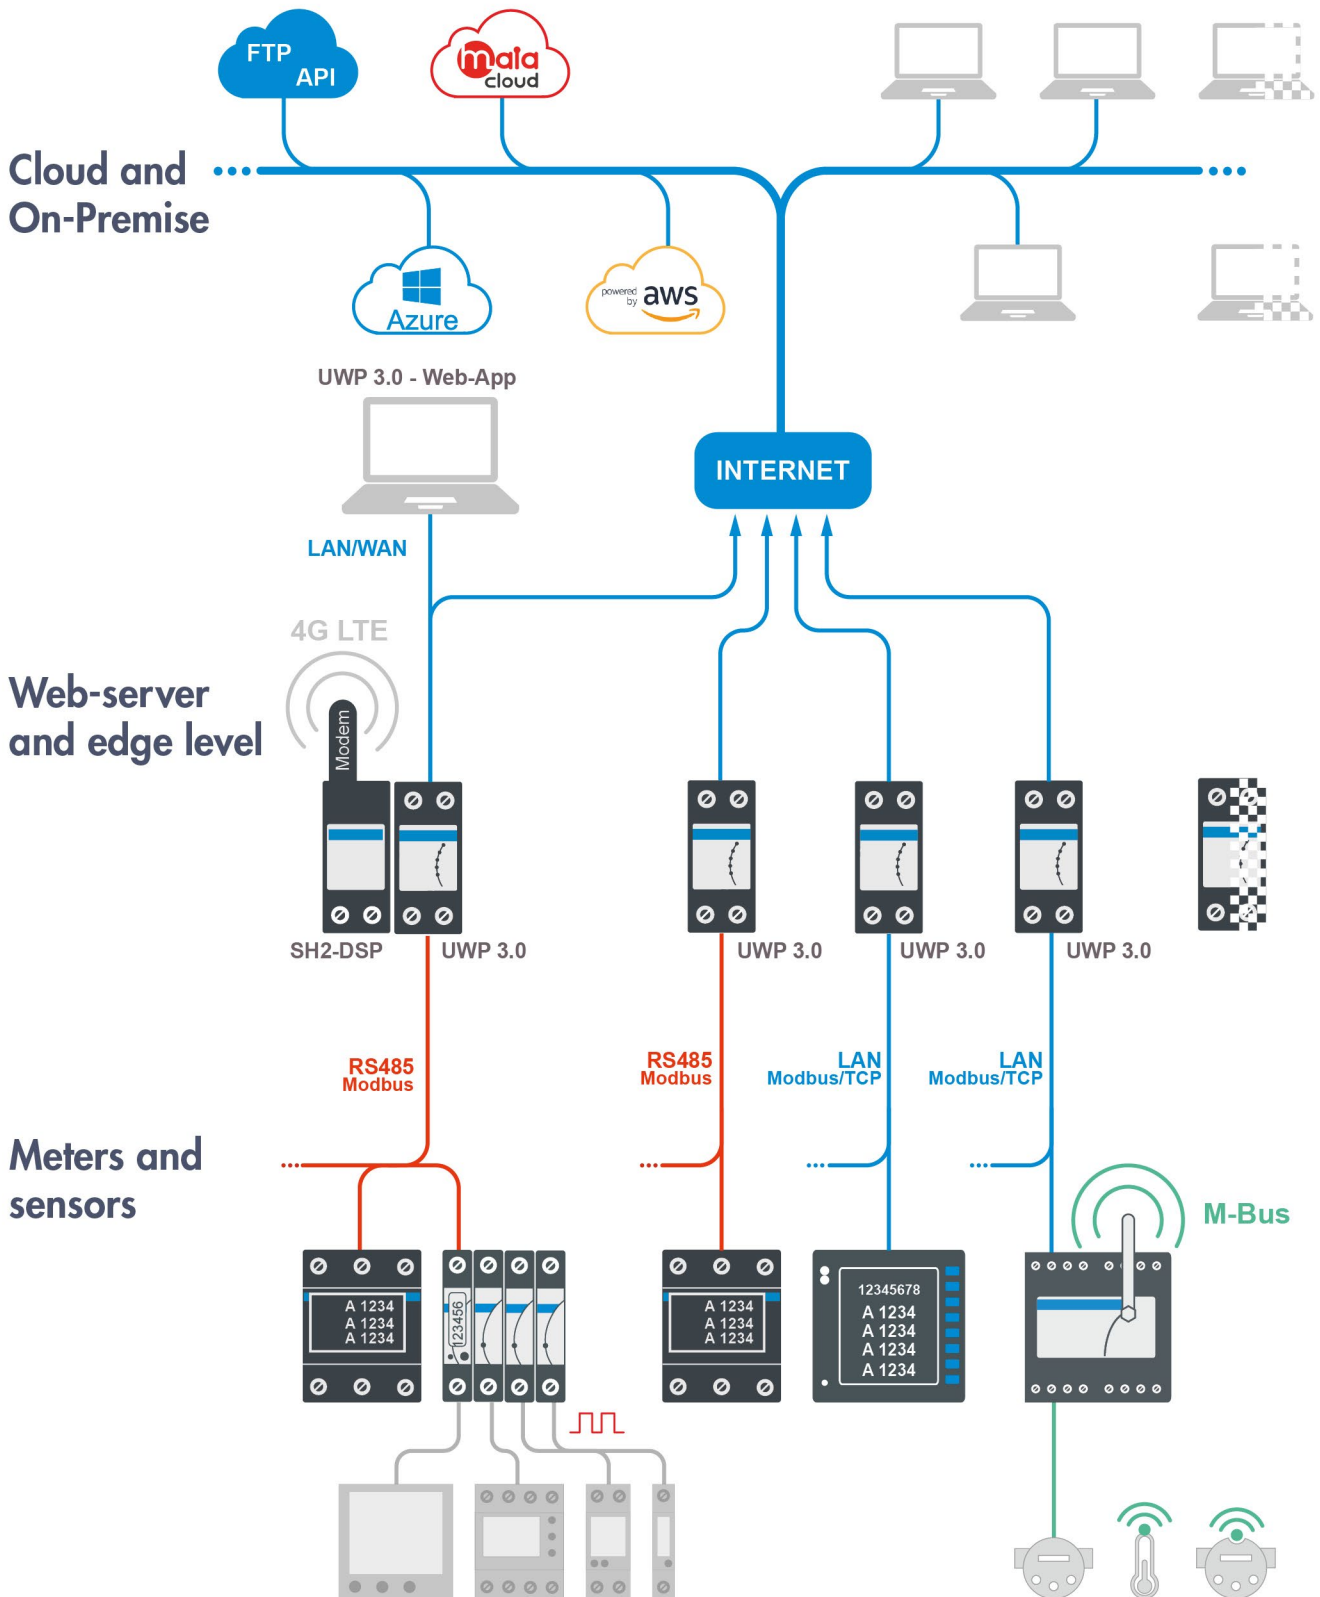 FTP
API
maia
cloud
Cloud and
On-Premise
Azure
powered
by aws
UWP 3.0 - Web-App
INTERNET
LAN/WAN
4G LTE
Web-server
and edge level
Modem
SH2-DSP
UWP 3.0
UWP 3.0
UWP 3.0
UWP 3.0
RS485
Modbus
RS485
Modbus
LAN
Modbus/TCP
LAN
Modbus/TCP
Meters and
sensors
M-Bus
A 1234
A 1234
A 1234
123456
A 1234
A 1234
A 1234
12345678
A 1234
A 1234
A 1234
A 1234